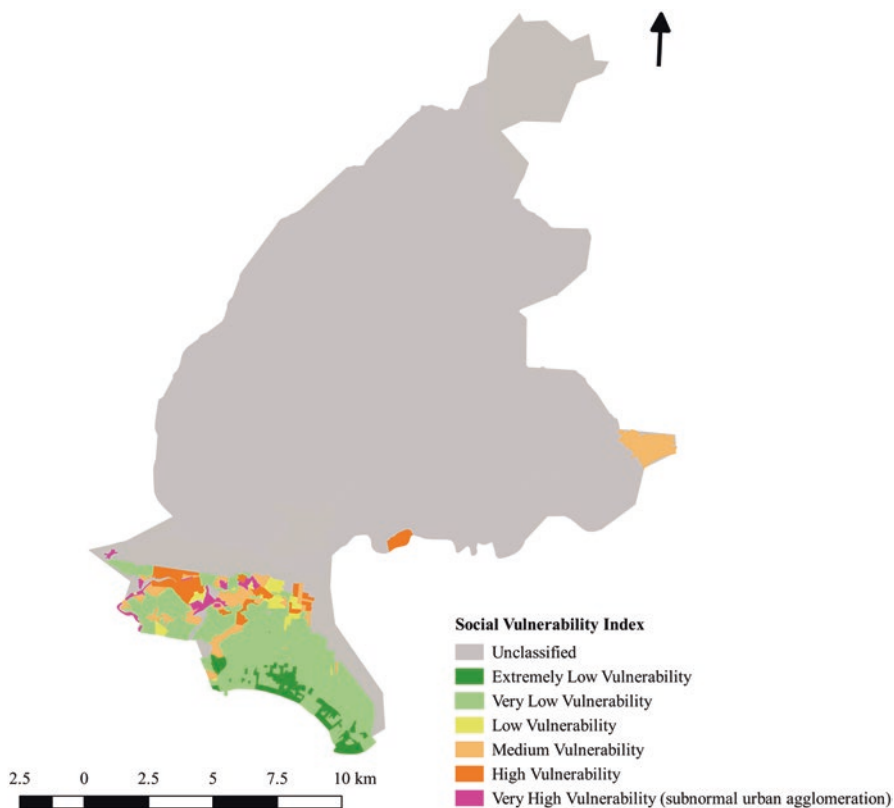 Social Vulnerability Index
Unclassified
Extremely Low Vulnerability
Very Low Vulnerability
Low Vulnerability
Medium Vulnerability
High Vulnerability
Very High Vulnerability (subnormal urban agglomeration)
2.5 0 2.5 5 7.5 10 km